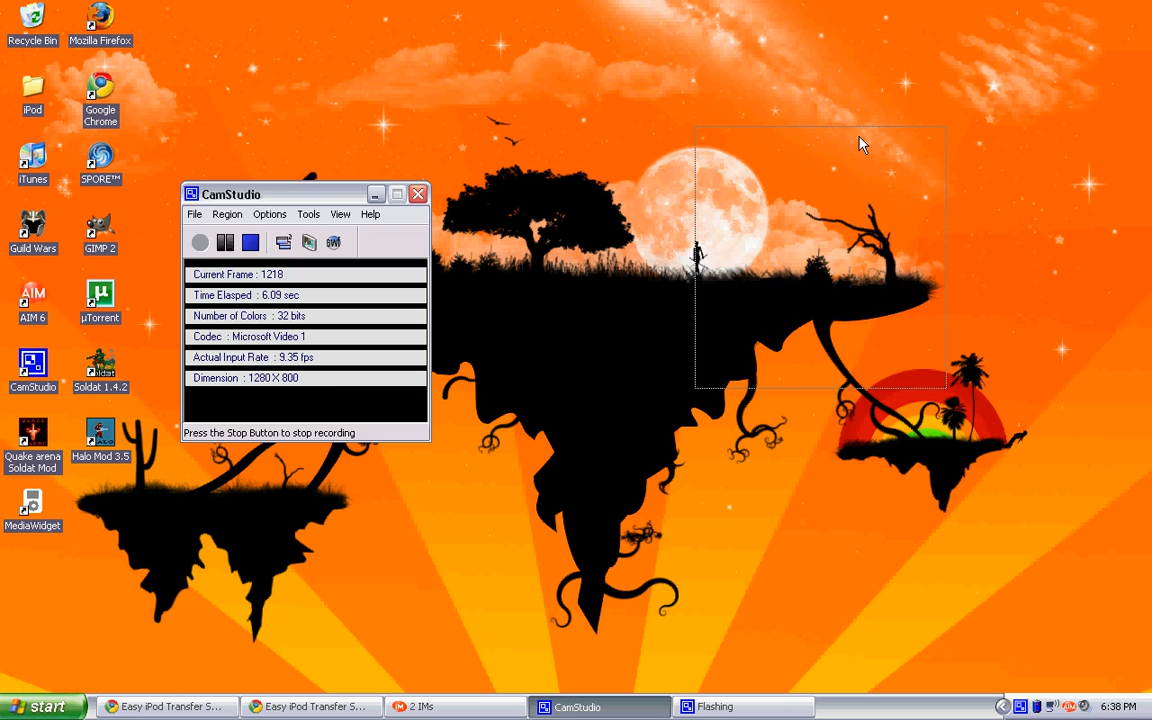 Recycle Bin
Mozilla Firefox
iPod
Google
Chrome
iTunes
SPORE™
Guild Wars
GIMP 2
AIM 6
µTorrent
CamStudio
Soldat 1.4.2
Quake arena
Soldat Mod
Halo Mod 3.5
MediaWidget
CamStudio
File Region Options Tools View Help
Current Frame : 1218
Time Elasped : 6.09 sec
Number of Colors : 32 bits
Codec : Microsoft Video 1
Actual Input Rate : 9.35 fps
Dimension : 1280 X 800
Press the Stop Button to stop recording
start
Easy iPod Transfer S...
Easy iPod Transfer S...
2 IMs
CamStudio
Flashing
6:38 PM